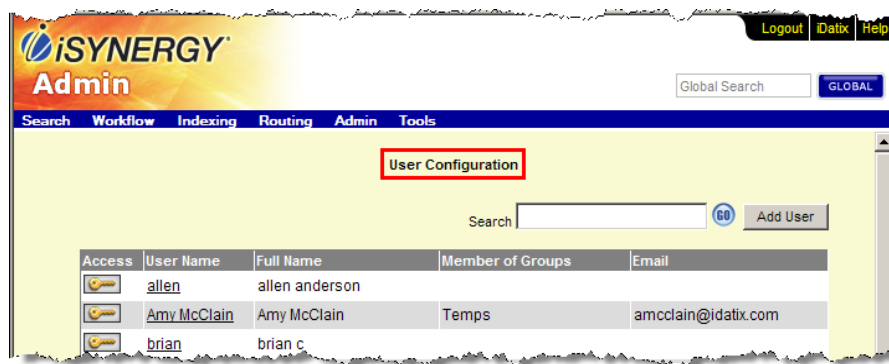 Logout iDatix Help
iSYNERGY
Admin
Global Search GLOBAL
Search Workflow Indexing Routing Admin Tools
User Configuration
Search GO Add User
Access User Name Full Name Member of Groups Email
allen allen anderson
Amy McClain Amy McClain Temps amcclain@idatix.com
brian brian c